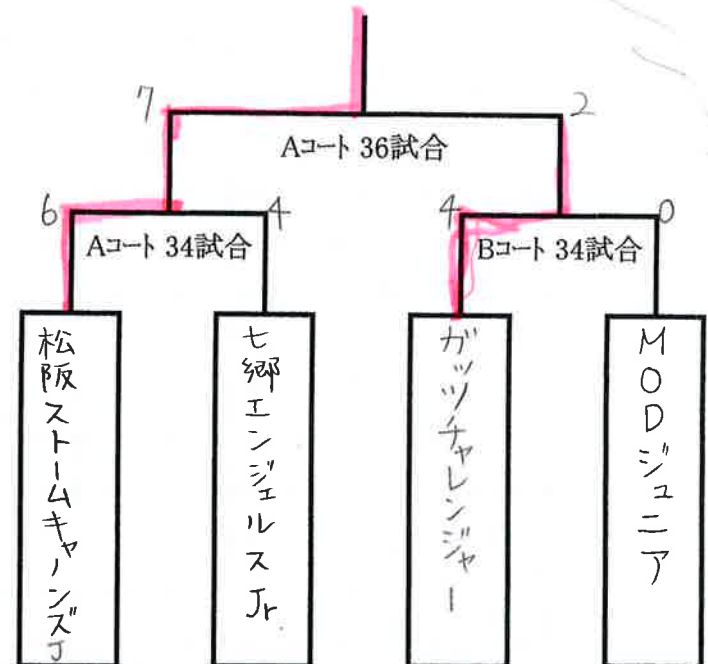 7
2
Aコート 36試合
6
4
4
0
Aコート 34試合
Bコート 34試合
松阪ストームキャノンズJ
七郷エンジェルスJr.
ガッツチャレンジャー
MODジュニア